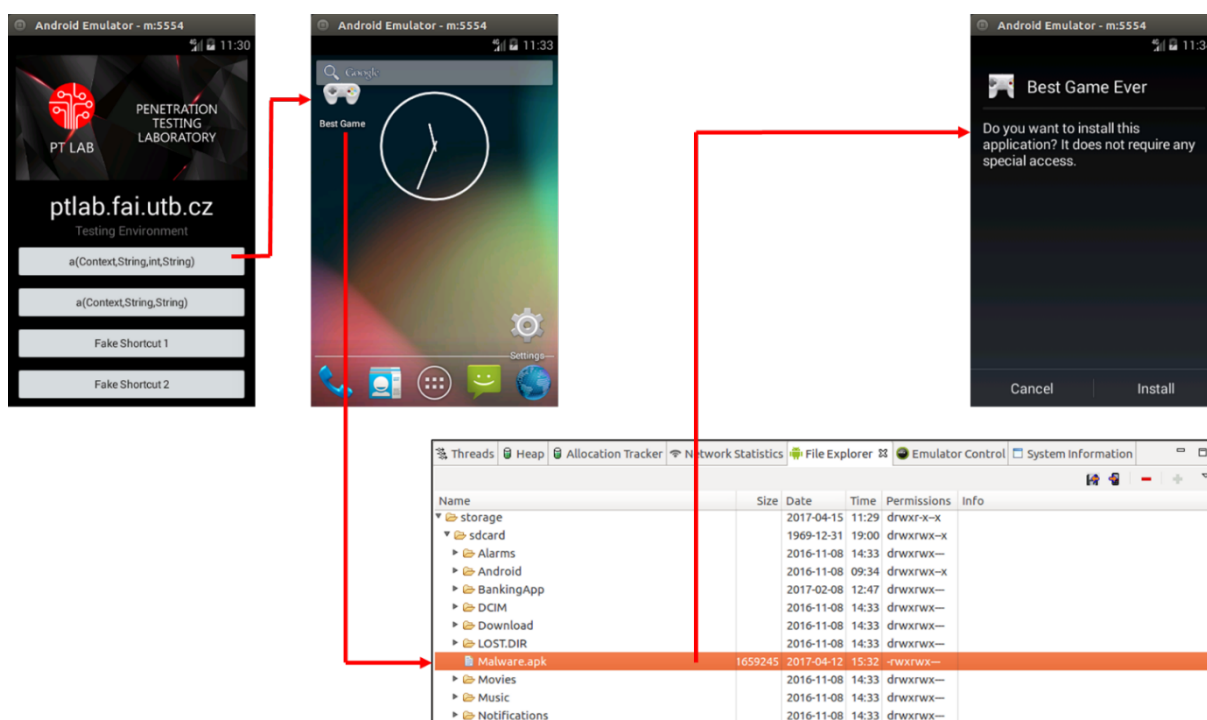 Android Emulator - m:5554
11:30
PT LAB
PENETRATION
TESTING
LABORATORY
ptlab.fai.utb.cz
Testing Environment
a(Context,String,int,String)
a(Context,String,String)
Fake Shortcut 1
Fake Shortcut 2
Android Emulator - m:5554
11:33
Google
Best Game
Settings
Android Emulator - m:5554
Best Game Ever
Do you want to install this
application? It does not require any
special access.
Cancel Install
Threads Heap Allocation Tracker Network Statistics File Explorer Emulator Control System Information
Name Size Date Time Permissions Info
storage 2017-04-15 11:29 drwxr-x--x
sdcard 1969-12-31 19:00 drwxrwx--x
Alarms 2016-11-08 14:33 drwxrwx---
Android 2016-11-08 09:34 drwxrwx--x
BankingApp 2017-02-08 12:47 drwxrwx---
DCIM 2016-11-08 14:33 drwxrwx---
Download 2016-11-08 14:33 drwxrwx---
LOST.DIR 2016-11-08 14:33 drwxrwx---
Malware.apk 1659245 2017-04-12 15:32 -rwxrwx---
Movies 2016-11-08 14:33 drwxrwx---
Music 2016-11-08 14:33 drwxrwx---
Notifications 2016-11-08 14:33 drwxrwx---